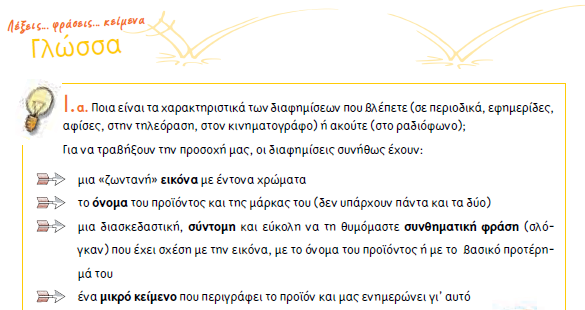 Λέξεις... φράσεις... κείμενα
Γλώσσα
1.α. Ποια είναι τα χαρακτηριστικά των διαφημίσεων που βλέπετε (σε περιοδικά, εφημερίδες,
αφίσες, στην τηλεόραση, στον κινηματογράφο) ή ακούτε (στο ραδιόφωνο);
Για να τραβήξουν την προσοχή μας, οι διαφημίσεις συνήθως έχουν:
μια «ζωντανή» εικόνα με έντονα χρώματα
το όνομα του προϊόντος και της μάρκας του (δεν υπάρχουν πάντα και τα δύο)
μια διασκεδαστική, σύντομη και εύκολη να τη θυμόμαστε συνθηματική φράση (σλό-
γκαν) που έχει σχέση με την εικόνα, με το όνομα του προϊόντος ή με το βασικό προτέρη-
μά του
ένα μικρό κείμενο που περιγράφει το προϊόν και μας ενημερώνει γι' αυτό